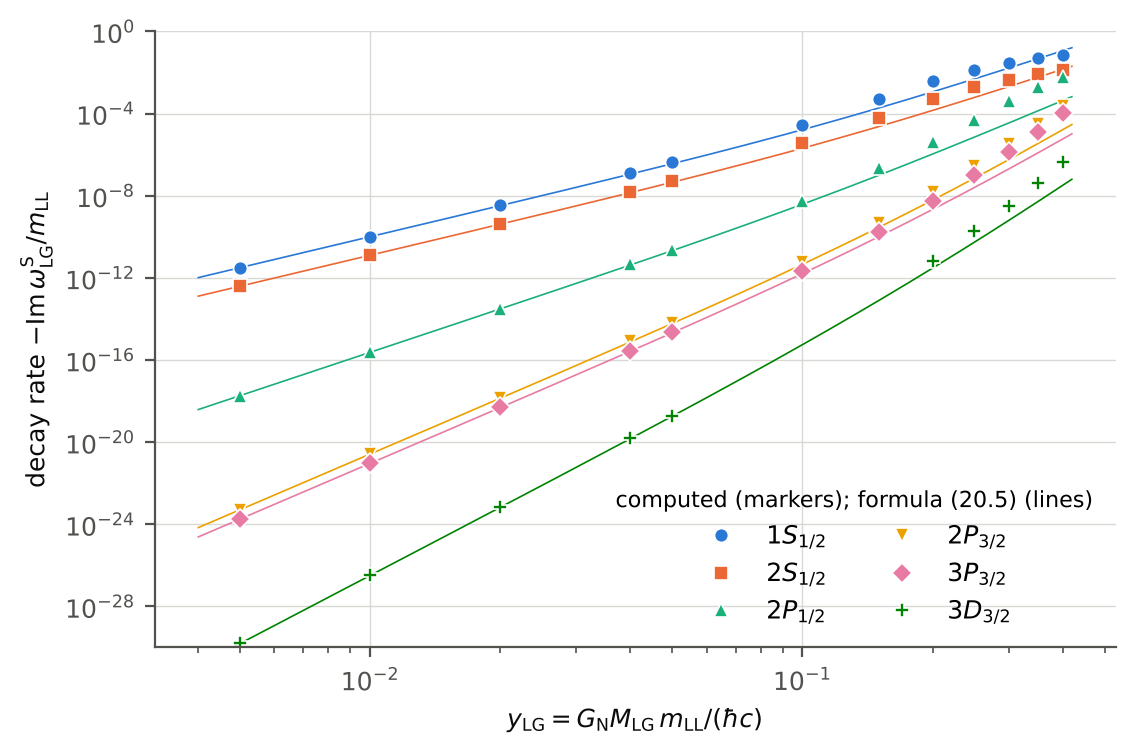 10⁰
10⁻⁴
10⁻⁸
10⁻¹²
10⁻¹⁶
10⁻²⁰
10⁻²⁴
10⁻²⁸
decay rate −Im ω^S_LG/m_LL
computed (markers); formula (20.5) (lines)
1S_1/2
2S_1/2
2P_1/2
2P_3/2
3P_3/2
3D_3/2
10⁻²
10⁻¹
y_LG = G_N M_LG m_LL/(ħc)